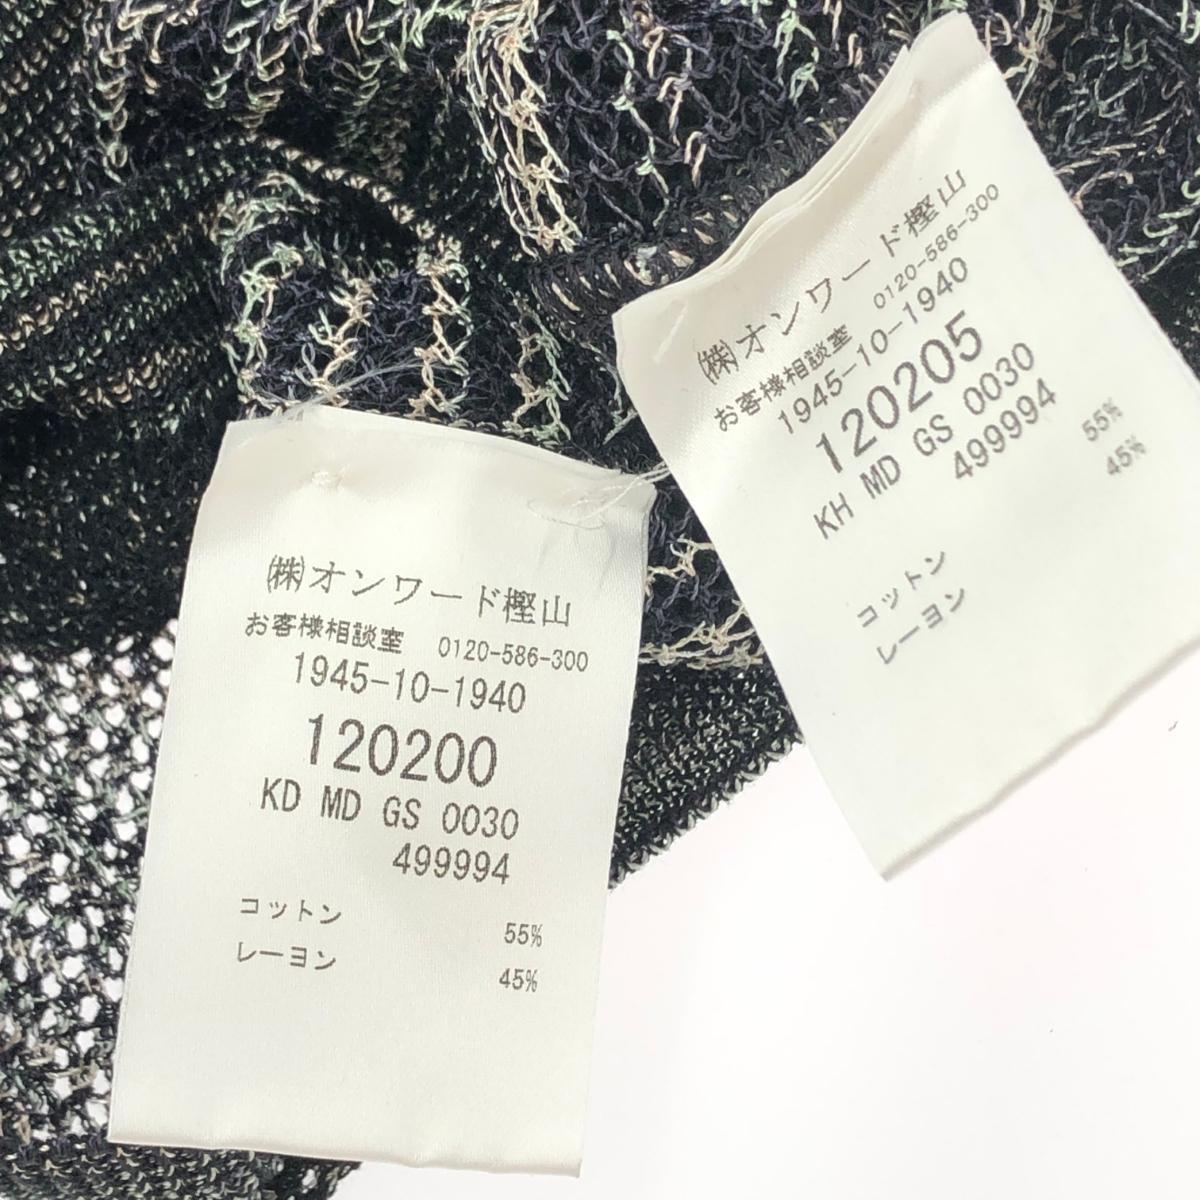 ㈱オンワード樫山
お客様相談室 0120-586-300
1945-10-1940
120200
KD MD GS 0030
499994
コットン 55%
レーヨン 45%
㈱オンワード樫山
お客様相談室 0120-586-300
1945-10-1940
120205
KH MD GS 0030
499994
コットン 55%
レーヨン 45%